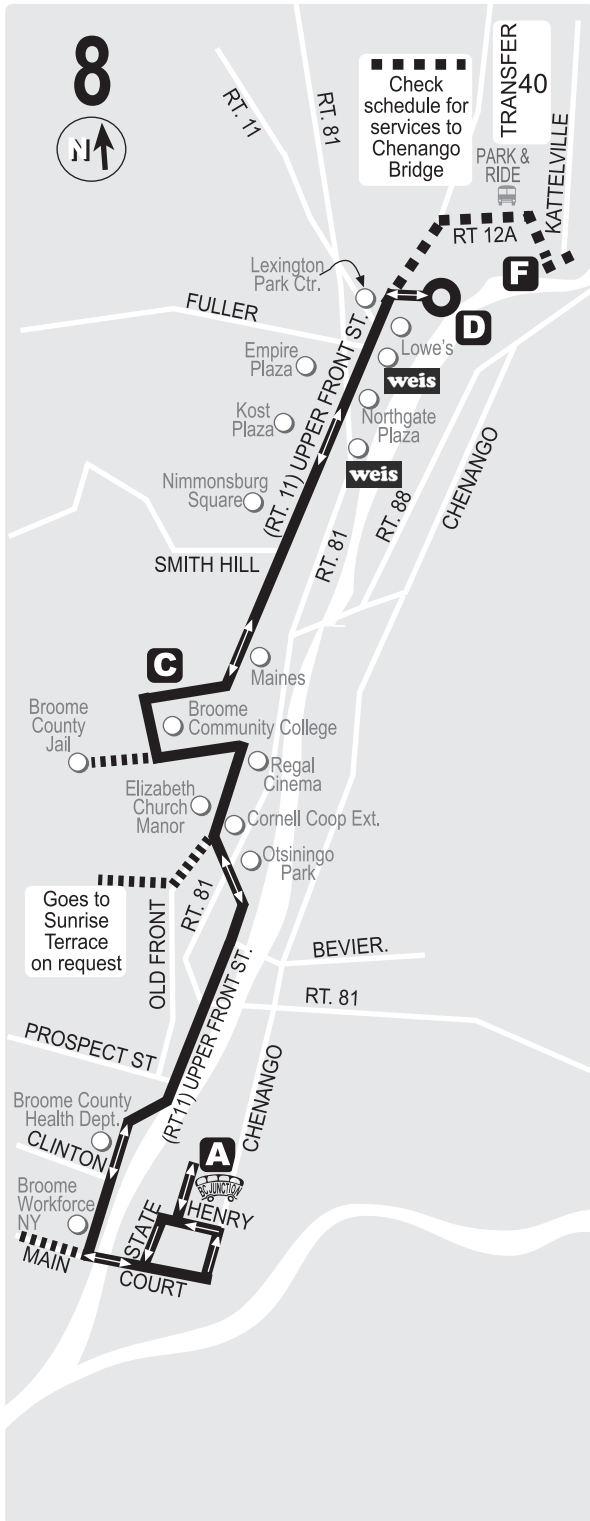 8
N
RT. 11
RT. 81
Check
schedule for
services to
Chenango
Bridge
TRANSFER
40
PARK &
RIDE
KATTELVILLE
RT 12A
F
Lexington
Park Ctr.
D
FULLER
Lowe's
weis
Empire
Plaza
(RT. 11) UPPER FRONT ST.
Northgate
Plaza
Kost
Plaza
weis
Nimmonsburg
Square
RT. 81
RT. 88
CHENANGO
SMITH HILL
C
Maines
Broome
County
Jail
Broome
Community College
Regal
Cinema
Elizabeth
Church
Manor
Cornell Coop Ext.
Otsiningo
Park
RT. 81
Goes to
Sunrise
Terrace
on request
OLD FRONT
BEVIER.
RT. 81
PROSPECT ST
(RT11) UPPER FRONT ST.
CHENANGO
Broome County
Health Dept.
CLINTON
A
BC JUNCTION
Broome
Workforce
NY
STATE
HENRY
MAIN
COURT